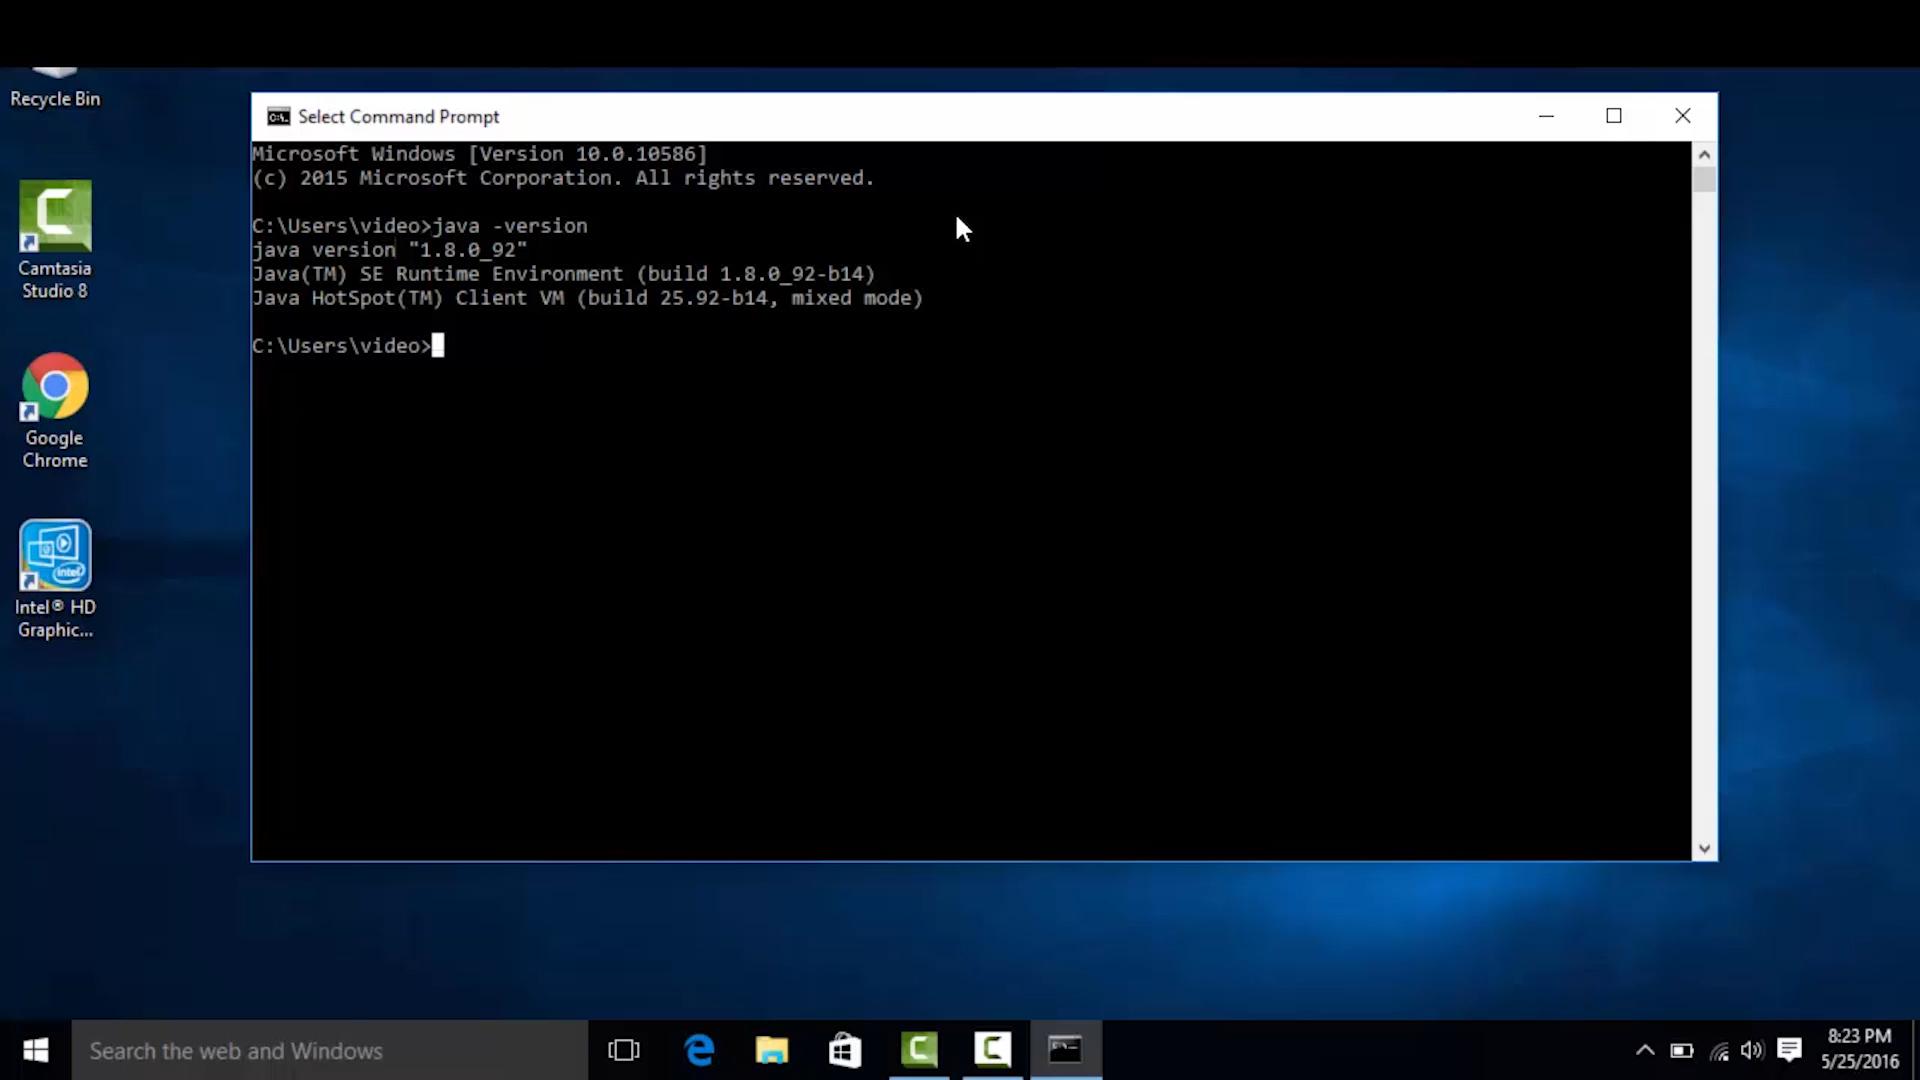 Recycle Bin
Camtasia
Studio 8
Google
Chrome
Intel® HD
Graphic...
Select Command Prompt
Microsoft Windows [Version 10.0.10586]
(c) 2015 Microsoft Corporation. All rights reserved.
C:\Users\video>java -version
java version "1.8.0_92"
Java(TM) SE Runtime Environment (build 1.8.0_92-b14)
Java HotSpot(TM) Client VM (build 25.92-b14, mixed mode)
C:\Users\video>
Search the web and Windows
8:23 PM
5/25/2016